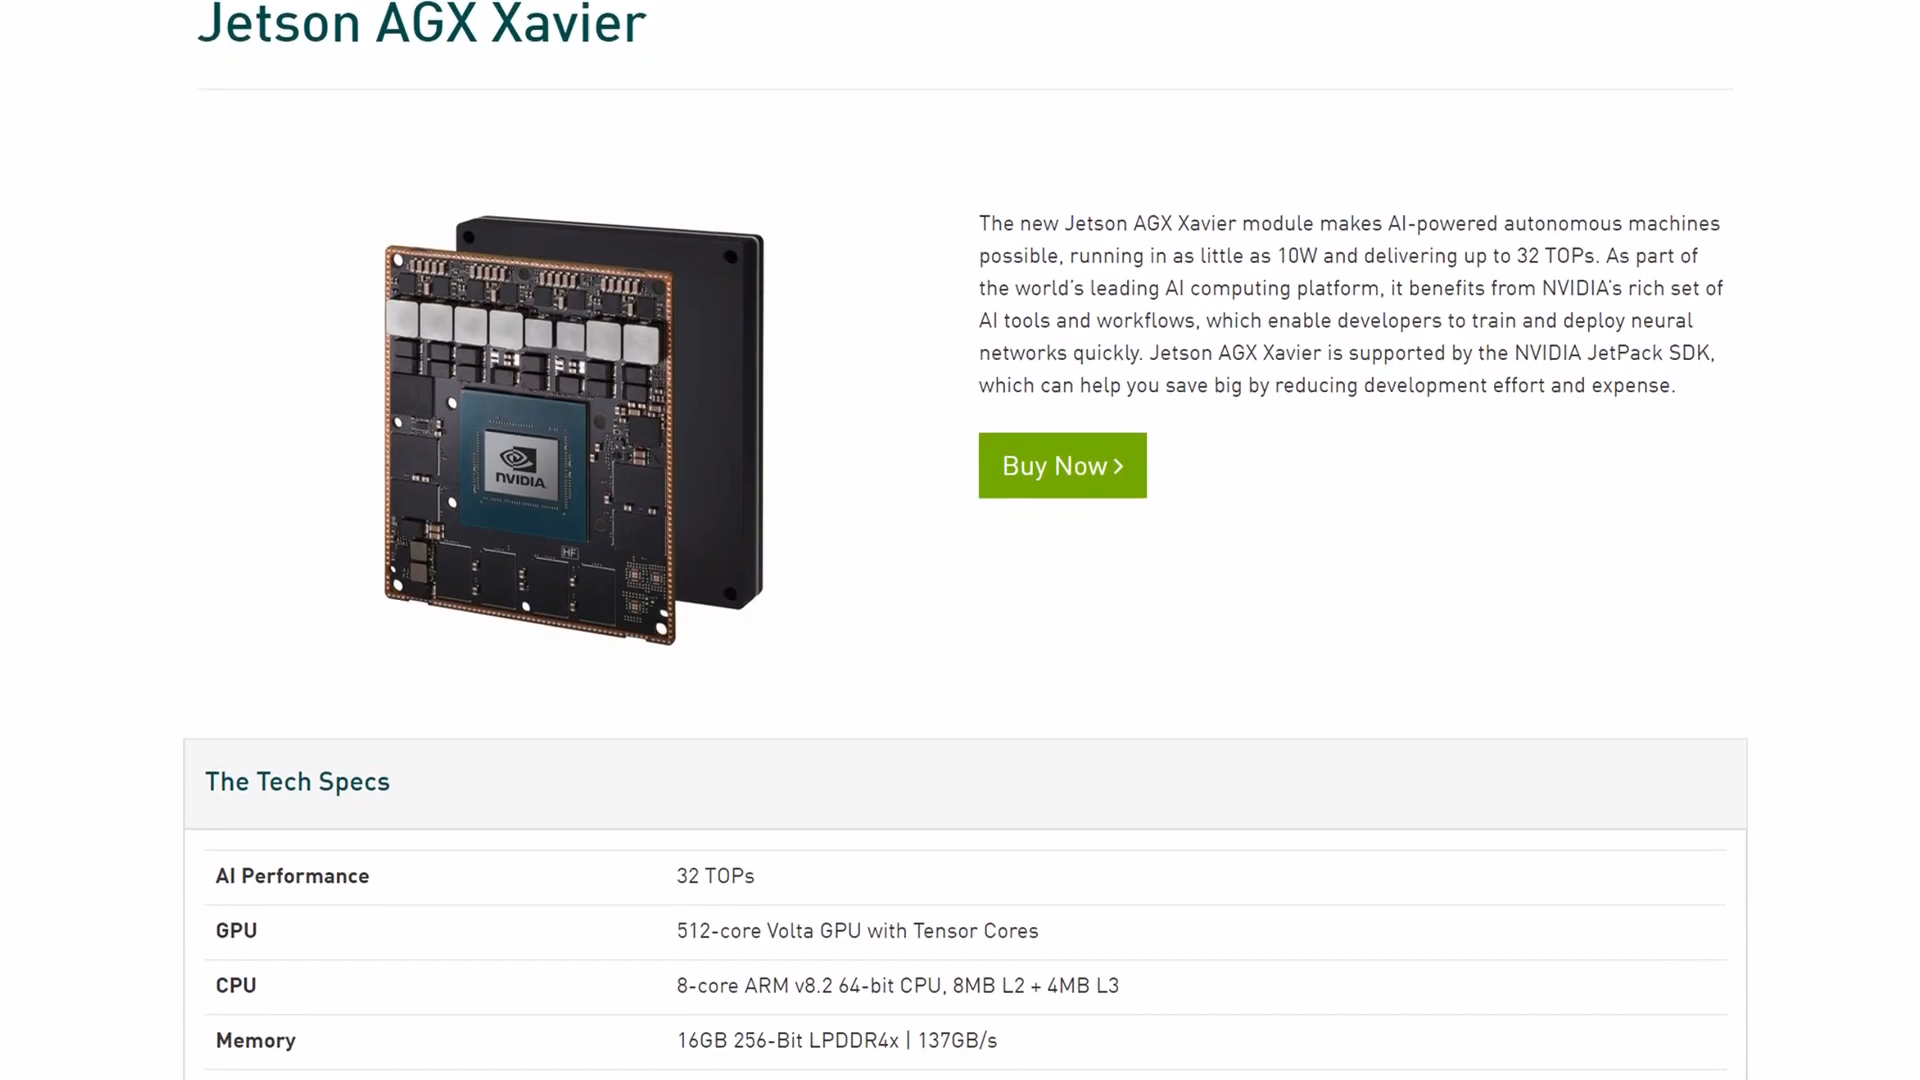 Jetson AGX Xavier
The new Jetson AGX Xavier module makes AI-powered autonomous machines
possible, running in as little as 10W and delivering up to 32 TOPs. As part of
the world’s leading AI computing platform, it benefits from NVIDIA’s rich set of
AI tools and workflows, which enable developers to train and deploy neural
networks quickly. Jetson AGX Xavier is supported by the NVIDIA JetPack SDK,
which can help you save big by reducing development effort and expense.
Buy Now >
NVIDIA
HF
The Tech Specs
AI Performance 32 TOPs
GPU 512-core Volta GPU with Tensor Cores
CPU 8-core ARM v8.2 64-bit CPU, 8MB L2 + 4MB L3
Memory 16GB 256-Bit LPDDR4x | 137GB/s